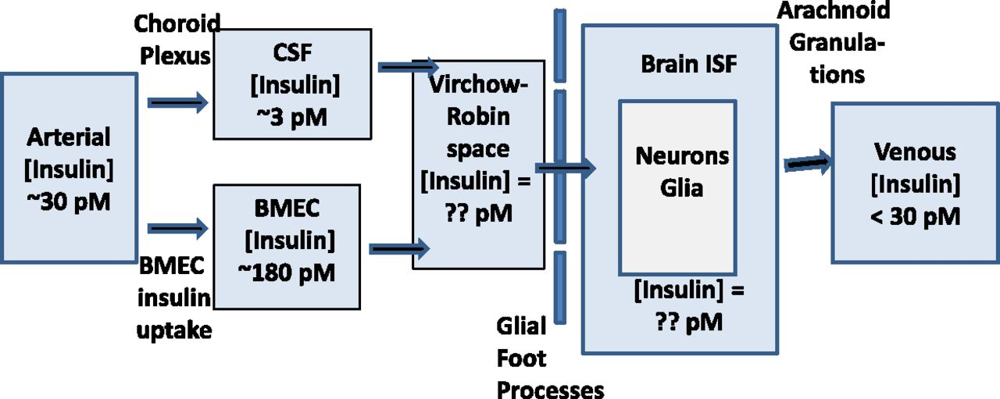 Arterial
[Insulin]
~30 pM
Choroid
Plexus
BMEC
insulin
uptake
CSF
[Insulin]
~3 pM
BMEC
[Insulin]
~180 pM
Virchow-
Robin
space
[Insulin] =
?? pM
Glial
Foot
Processes
Brain ISF
Neurons
Glia
[Insulin] =
?? pM
Arachnoid
Granula-
tions
Venous
[Insulin]
< 30 pM